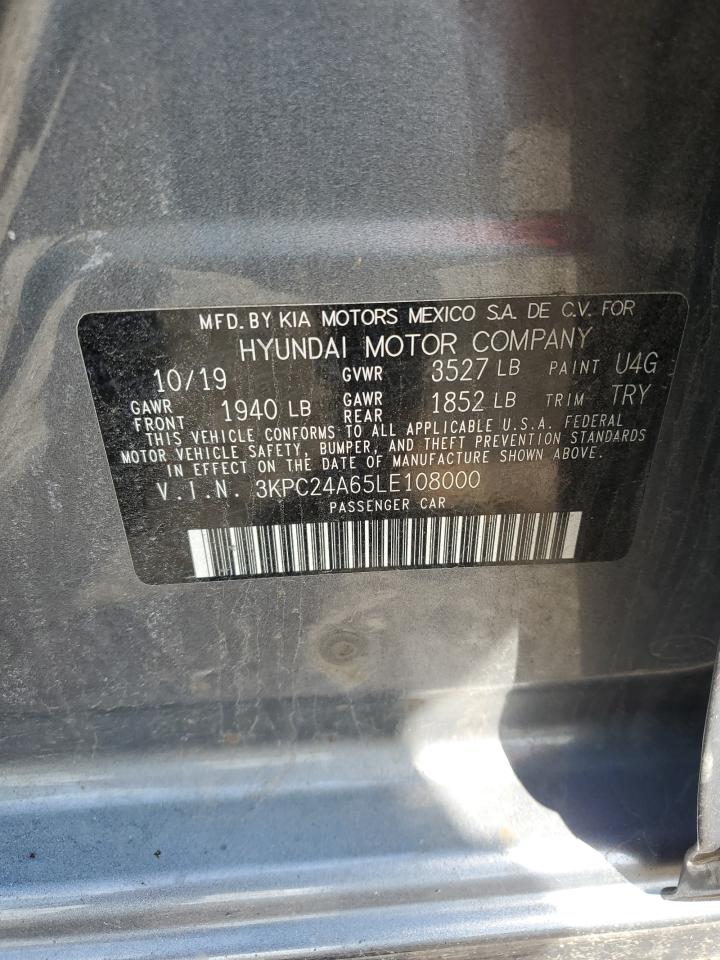 MFD. BY KIA MOTORS MEXICO S.A. DE C.V. FOR
HYUNDAI MOTOR COMPANY
10/19 GVWR 3527 LB PAINT U4G
GAWR FRONT 1940 LB GAWR REAR 1852 LB TRIM TRY
THIS VEHICLE CONFORMS TO ALL APPLICABLE U.S.A. FEDERAL
MOTOR VEHICLE SAFETY, BUMPER, AND THEFT PREVENTION STANDARDS
IN EFFECT ON THE DATE OF MANUFACTURE SHOWN ABOVE.
V.I.N. 3KPC24A65LE108000
PASSENGER CAR